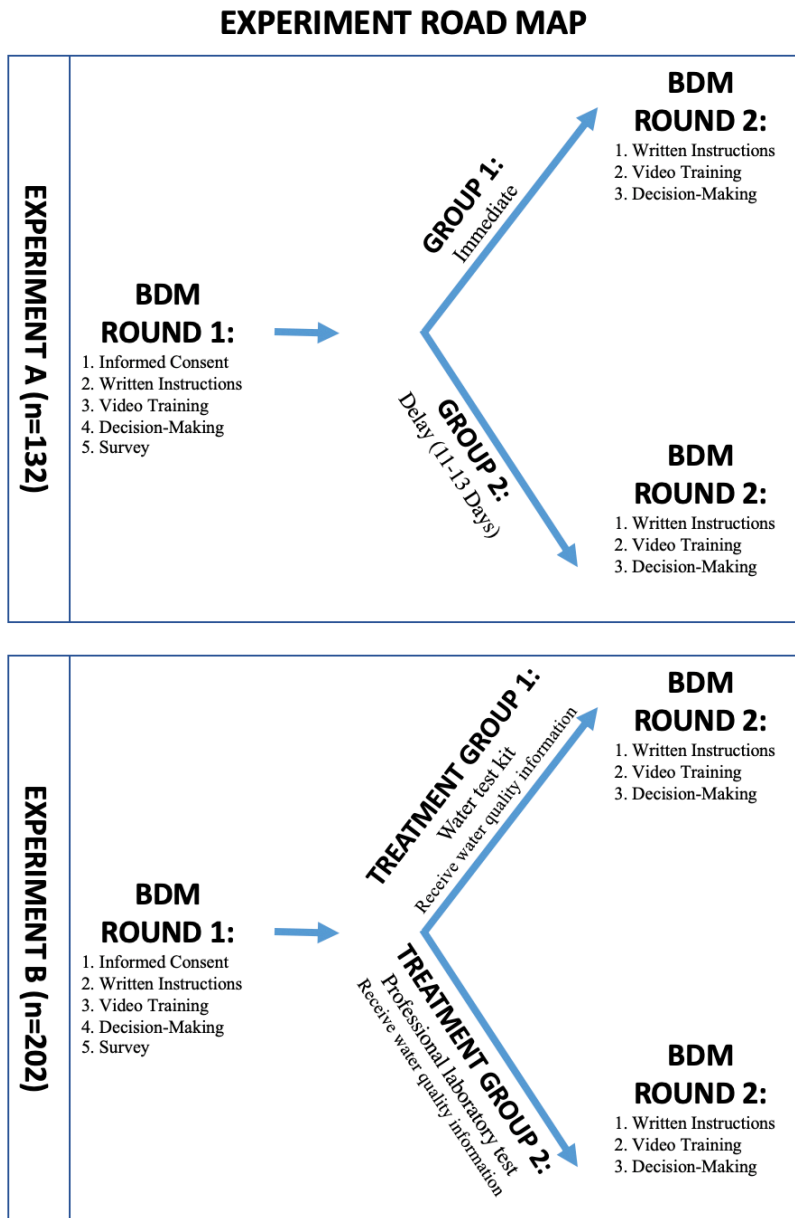 EXPERIMENT ROAD MAP
EXPERIMENT A (n=132)
BDM
ROUND 1:
1. Informed Consent
2. Written Instructions
3. Video Training
4. Decision-Making
5. Survey
GROUP 1:
Immediate
BDM
ROUND 2:
1. Written Instructions
2. Video Training
3. Decision-Making
GROUP 2:
Delay (11-13 Days)
BDM
ROUND 2:
1. Written Instructions
2. Video Training
3. Decision-Making
EXPERIMENT B (n=202)
BDM
ROUND 1:
1. Informed Consent
2. Written Instructions
3. Video Training
4. Decision-Making
5. Survey
TREATMENT GROUP 1:
Water test kit
Receive water quality information
BDM
ROUND 2:
1. Written Instructions
2. Video Training
3. Decision-Making
TREATMENT GROUP 2:
Professional laboratory test
Receive water quality information
BDM
ROUND 2:
1. Written Instructions
2. Video Training
3. Decision-Making